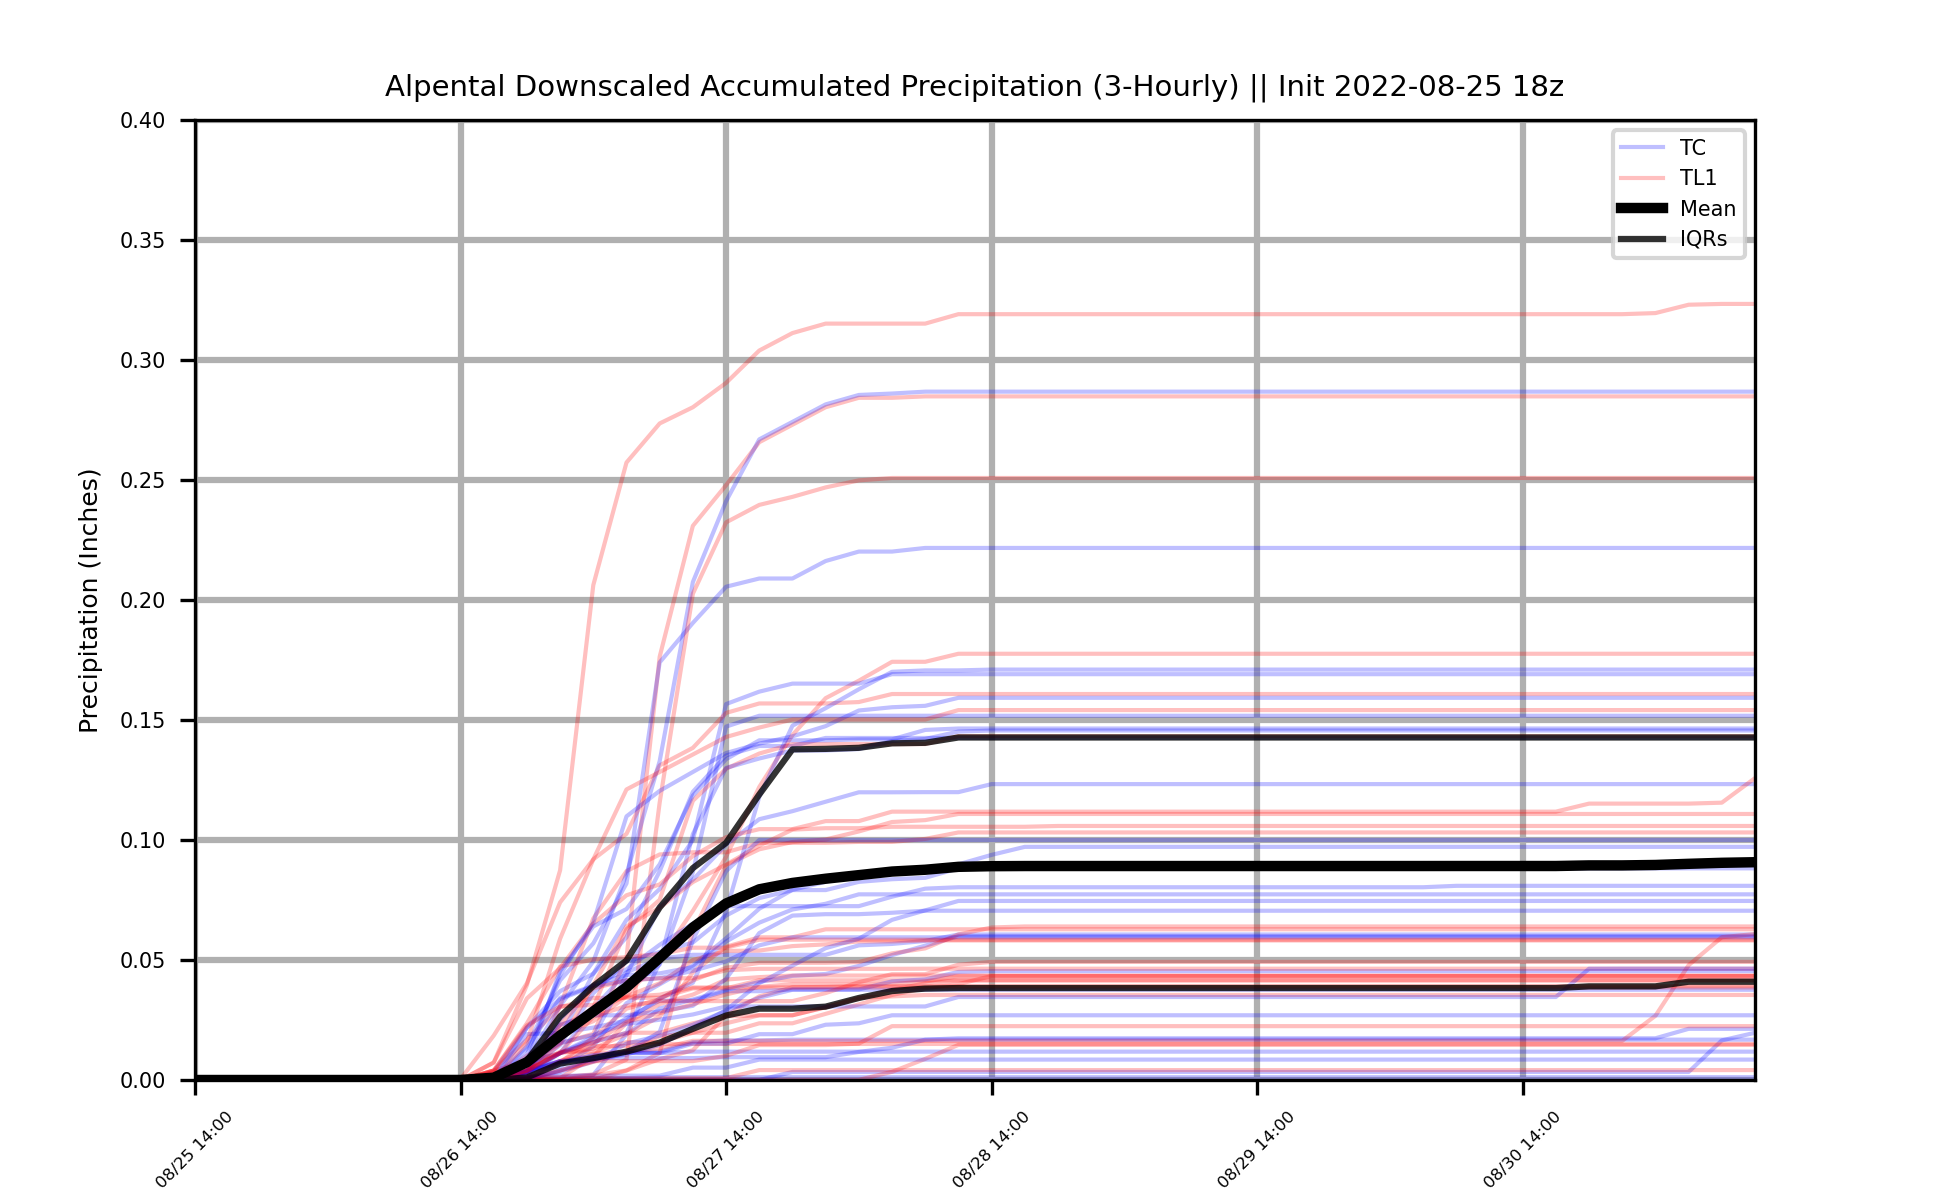 Alpental Downscaled Accumulated Precipitation (3-Hourly) || Init 2022-08-25 18z
TC
TL1
Mean
IQRs
Precipitation (Inches)
0.40
0.35
0.30
0.25
0.20
0.15
0.10
0.05
0.00
08/25 14:00
08/26 14:00
08/27 14:00
08/28 14:00
08/29 14:00
08/30 14:00